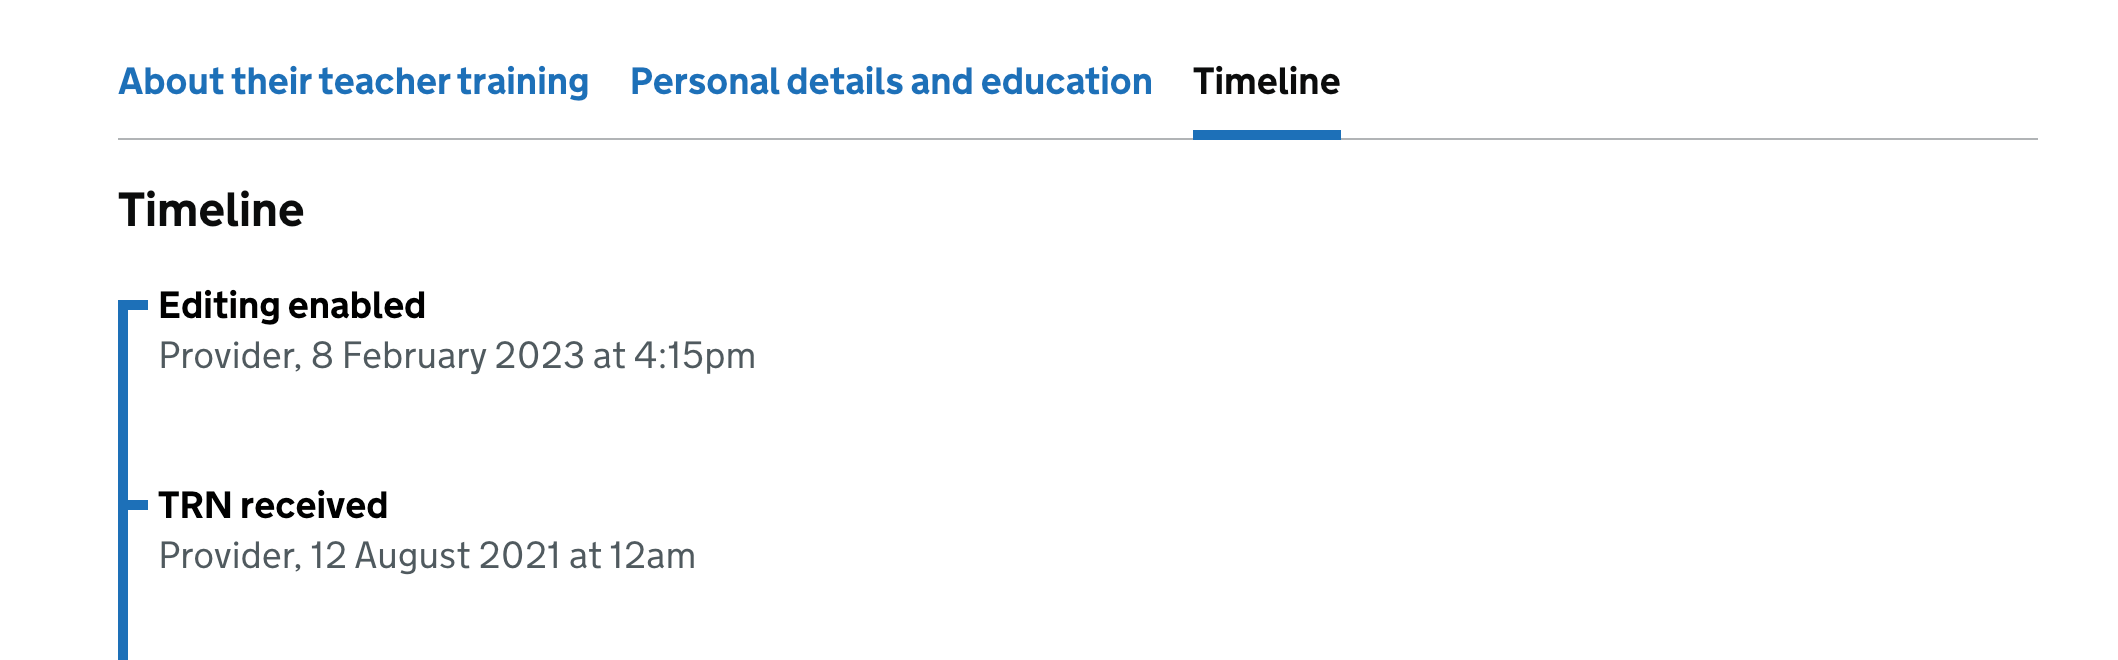 About their teacher training Personal details and education Timeline
Timeline
Editing enabled
Provider, 8 February 2023 at 4:15pm
TRN received
Provider, 12 August 2021 at 12am